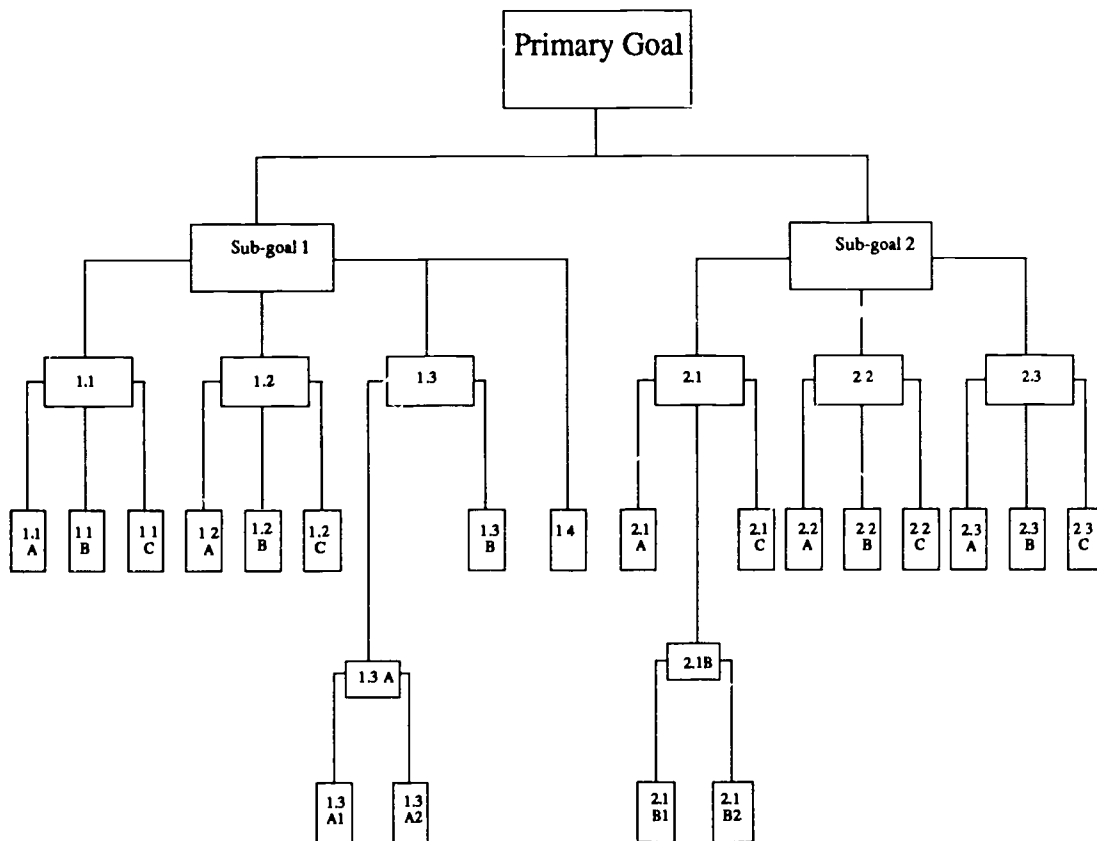 Primary Goal
Sub-goal 1
Sub-goal 2
1.1
1.2
1.3
2.1
2 2
2.3
1.1
A
1 1
B
1 1
C
1 2
A
1.2
B
1.2
C
1.3
B
1 4
2.1
A
2.1
C
2.2
A
2 2
B
2 2
C
2.3
A
2.3
B
2 3
C
1.3 A
2.1B
1.3
A1
1.3
A2
2.1
B1
2.1
B2